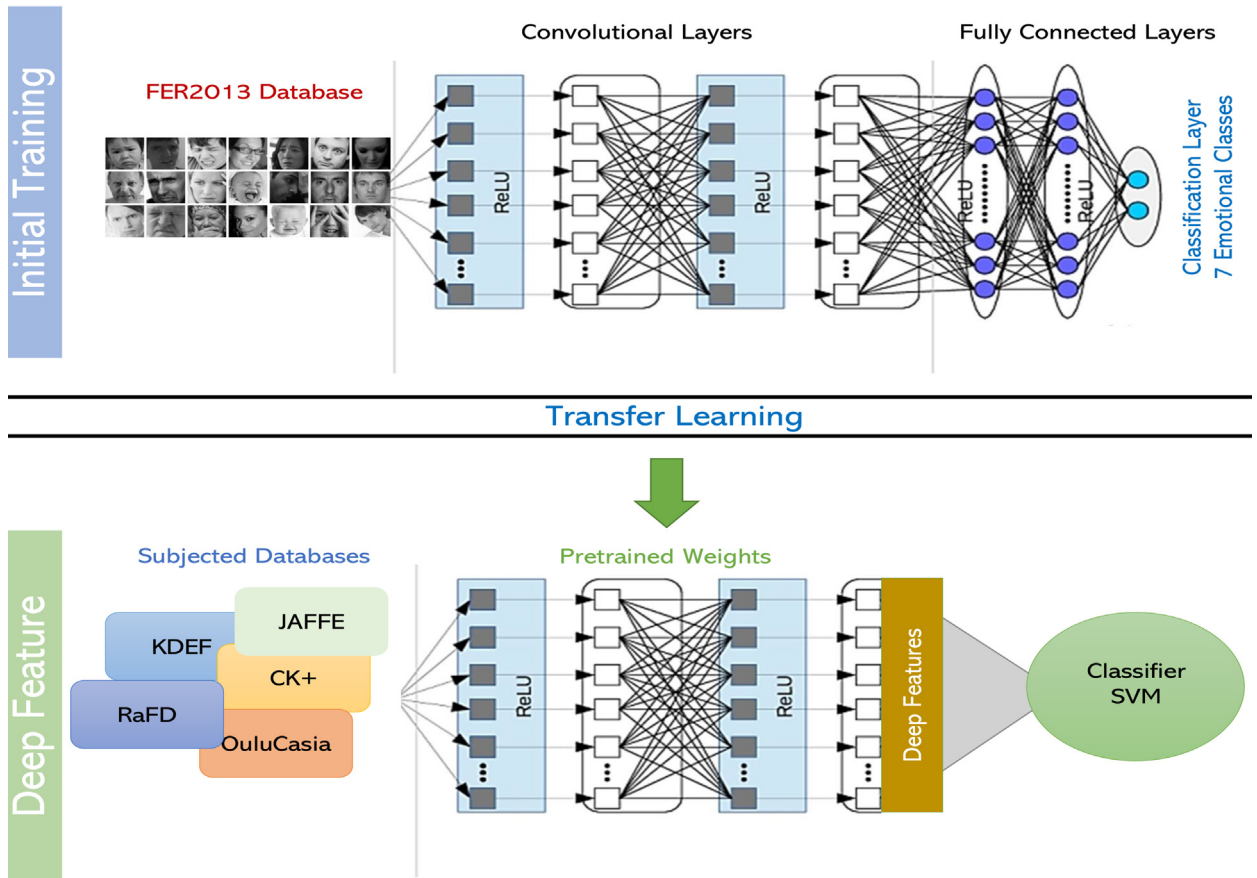 Initial Training
Convolutional Layers
Fully Connected Layers
FER2013 Database
ReLU
ReLU
ReLU
ReLU
Classification Layer
7 Emotional Classes
Transfer Learning
Deep Feature
Subjected Databases
Pretrained Weights
JAFFE
KDEF
CK+
RaFD
OuluCasia
ReLU
ReLU
Deep Features
Classifier
SVM